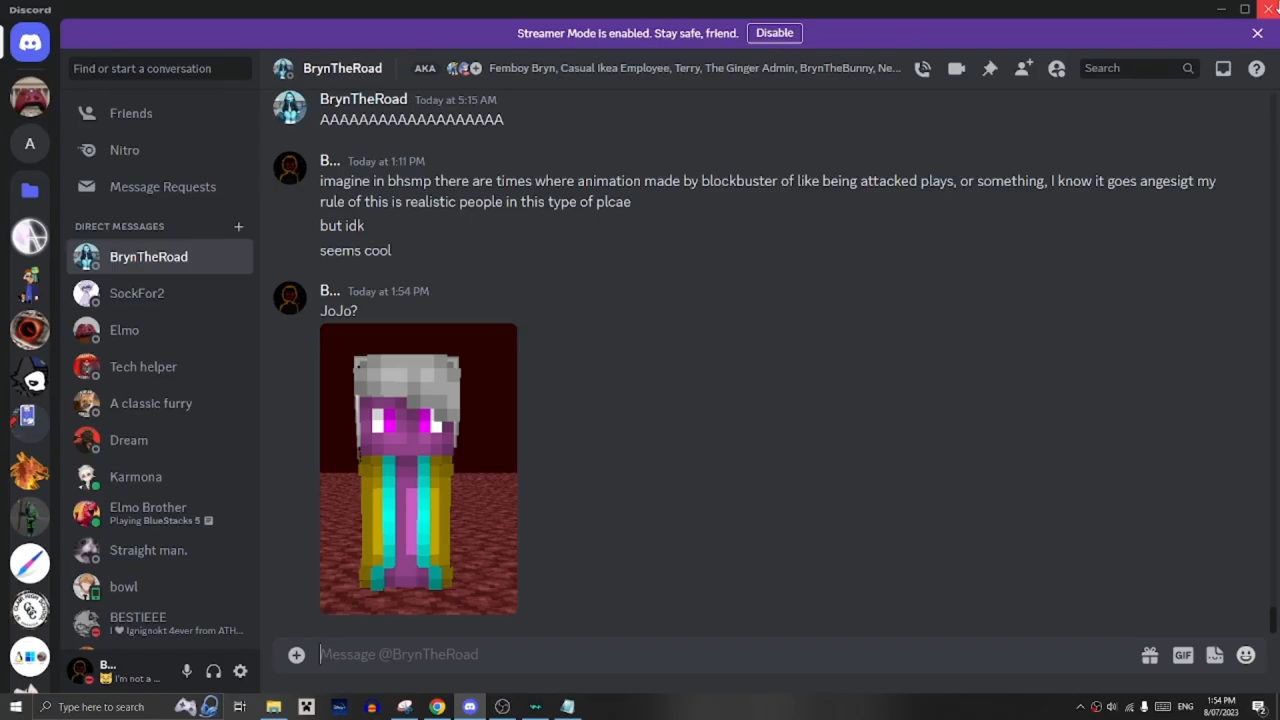 Discord
Streamer Mode is enabled. Stay safe, friend.
Disable
Find or start a conversation
BrynTheRoad
AKA
Femboy Bryn, Casual Ikea Employee, Terry, The Ginger Admin, BrynTheBunny, Ne...
Search
Friends
Nitro
Message Requests
DIRECT MESSAGES
BrynTheRoad
SockFor2
Elmo
Tech helper
A classic furry
Dream
Karmona
Elmo Brother
Playing BlueStacks 5
Straight man.
bowl
BESTIEEE
I ♥ Ignignokt 4ever from ATH...
B...
I'm not a ...
A
BrynTheRoad Today at 5:15 AM
AAAAAAAAAAAAAAAAAAA
B... Today at 1:11 PM
imagine in bhsmp there are times where animation made by blockbuster of like being attacked plays, or something, I know it goes angesigt my
rule of this is realistic people in this type of plcae
but idk
seems cool
B... Today at 1:54 PM
JoJo?
Message @BrynTheRoad
GIF
Type here to search
ENG
1:54 PM
8/07/2023
2